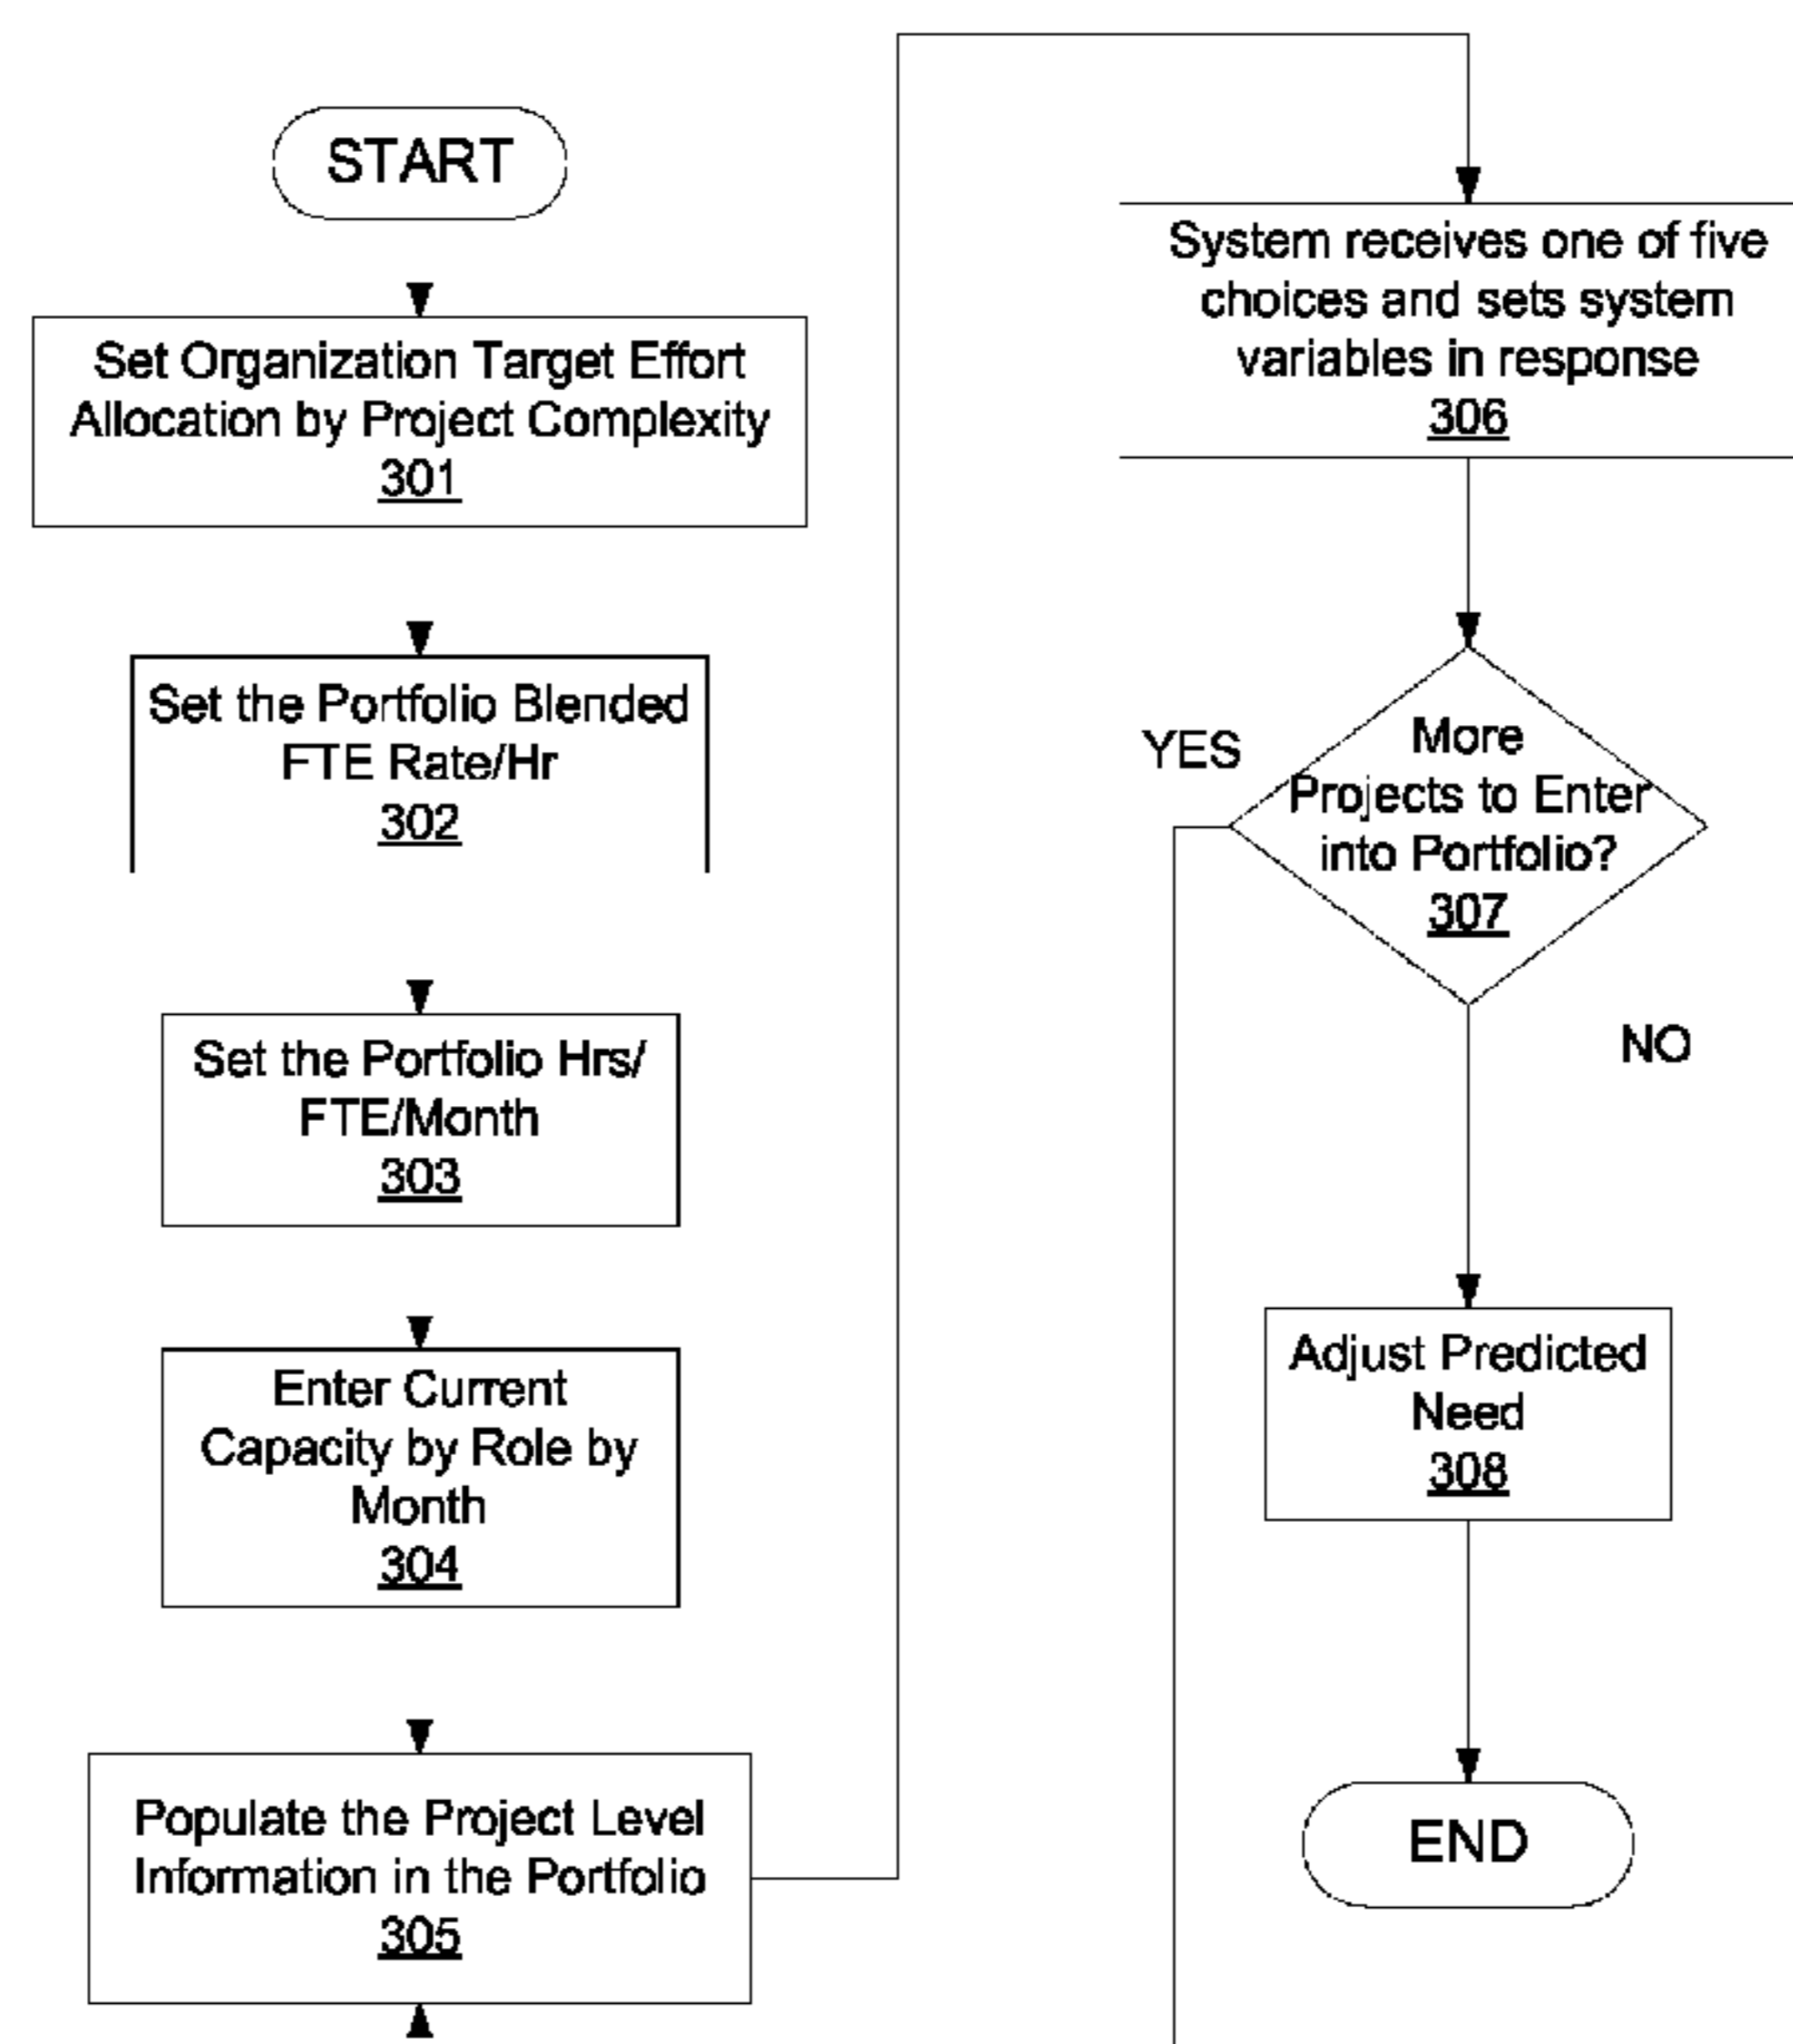 START
Set Organization Target Effort
Allocation by Project Complexity
301
Set the Portfolio Blended
FTE Rate/Hr
302
Set the Portfolio Hrs/
FTE/Month
303
Enter Current
Capacity by Role by
Month
304
Populate the Project Level
Information in the Portfolio
305
System receives one of five
choices and sets system
variables in response
306
YES
More
Projects to Enter
into Portfolio?
307
NO
Adjust Predicted
Need
308
END